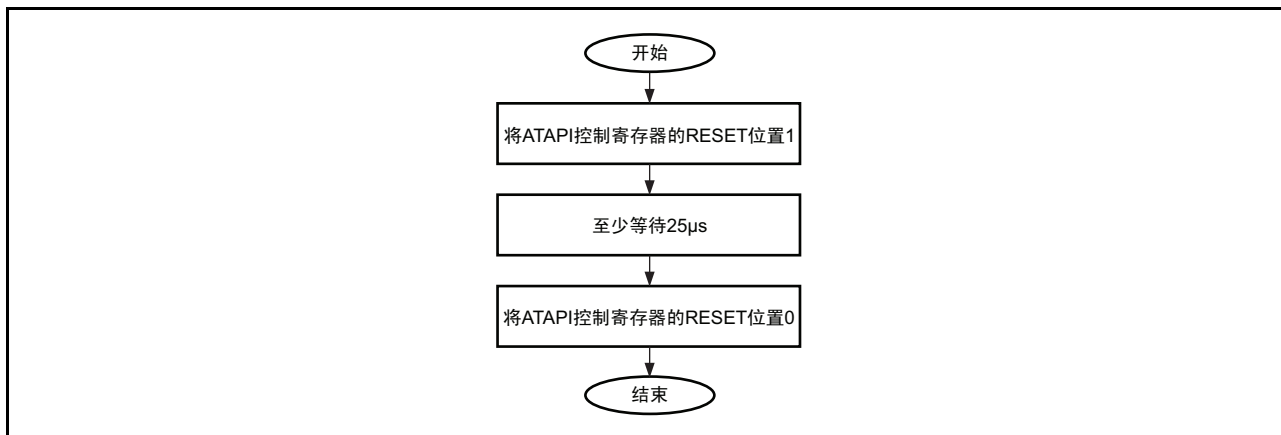 开始
将ATAPI控制寄存器的RESET位置1
至少等待25μs
将ATAPI控制寄存器的RESET位置0
结束